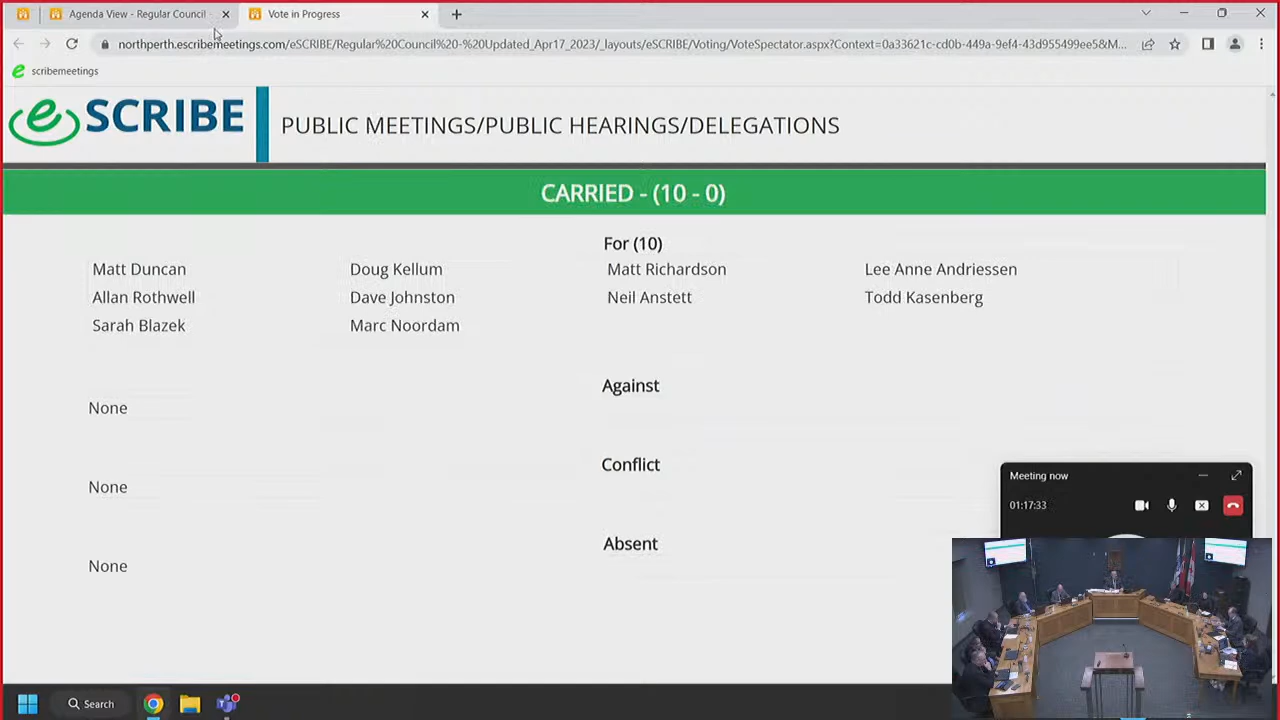 Agenda View - Regular Council
Vote in Progress
northperth.escribemeetings.com/eSCRIBE/Regular%20Council%20-%20Updated_Apr17_2023/_layouts/eSCRIBE/Voting/VoteSpectator.aspx?Context=0a33621c-cd0b-449a-9ef4-43d955499ee5&M...
scribemeetings
eSCRIBE
PUBLIC MEETINGS/PUBLIC HEARINGS/DELEGATIONS
CARRIED - (10 - 0)
For (10)
Matt Duncan Doug Kellum Matt Richardson Lee Anne Andriessen
Allan Rothwell Dave Johnston Neil Anstett Todd Kasenberg
Sarah Blazek Marc Noordam
Against
None
Conflict
Meeting now
None
01:17:33
Absent
None
Search